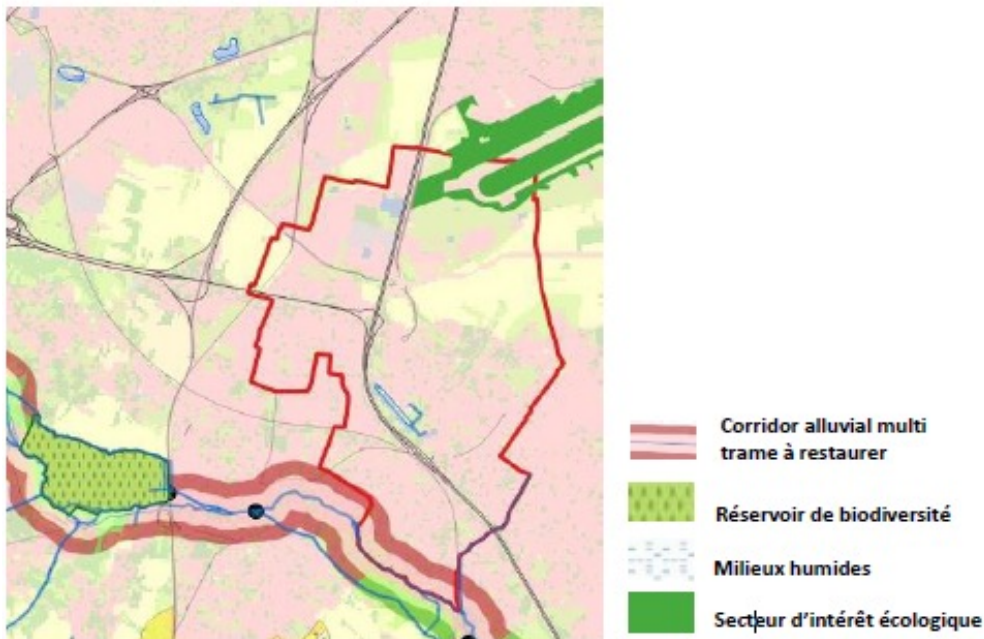 Corridor alluvial multi
trame à restaurer
Réservoir de biodiversité
Milieux humides
Secteur d'intérêt écologique